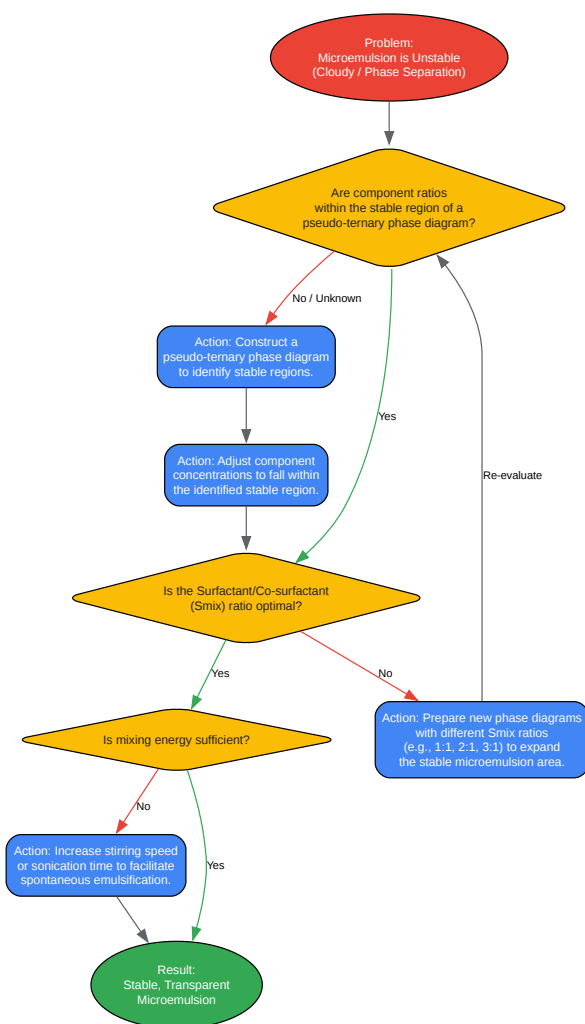 Problem:
Microemulsion is Unstable
(Cloudy / Phase Separation)
Are component ratios
within the stable region of a
pseudo-ternary phase diagram?
No / Unknown
Action: Construct a
pseudo-ternary phase diagram
to identify stable regions.
Yes
Action: Adjust component
concentrations to fall within
the identified stable region.
Re-evaluate
Is the Surfactant/Co-surfactant
(Smix) ratio optimal?
Yes
No
Action: Prepare new phase diagrams
with different Smix ratios
(e.g., 1:1, 2:1, 3:1) to expand
the stable microemulsion area.
Is mixing energy sufficient?
No
Action: Increase stirring speed
or sonication time to facilitate
spontaneous emulsification.
Yes
Result:
Stable, Transparent
Microemulsion